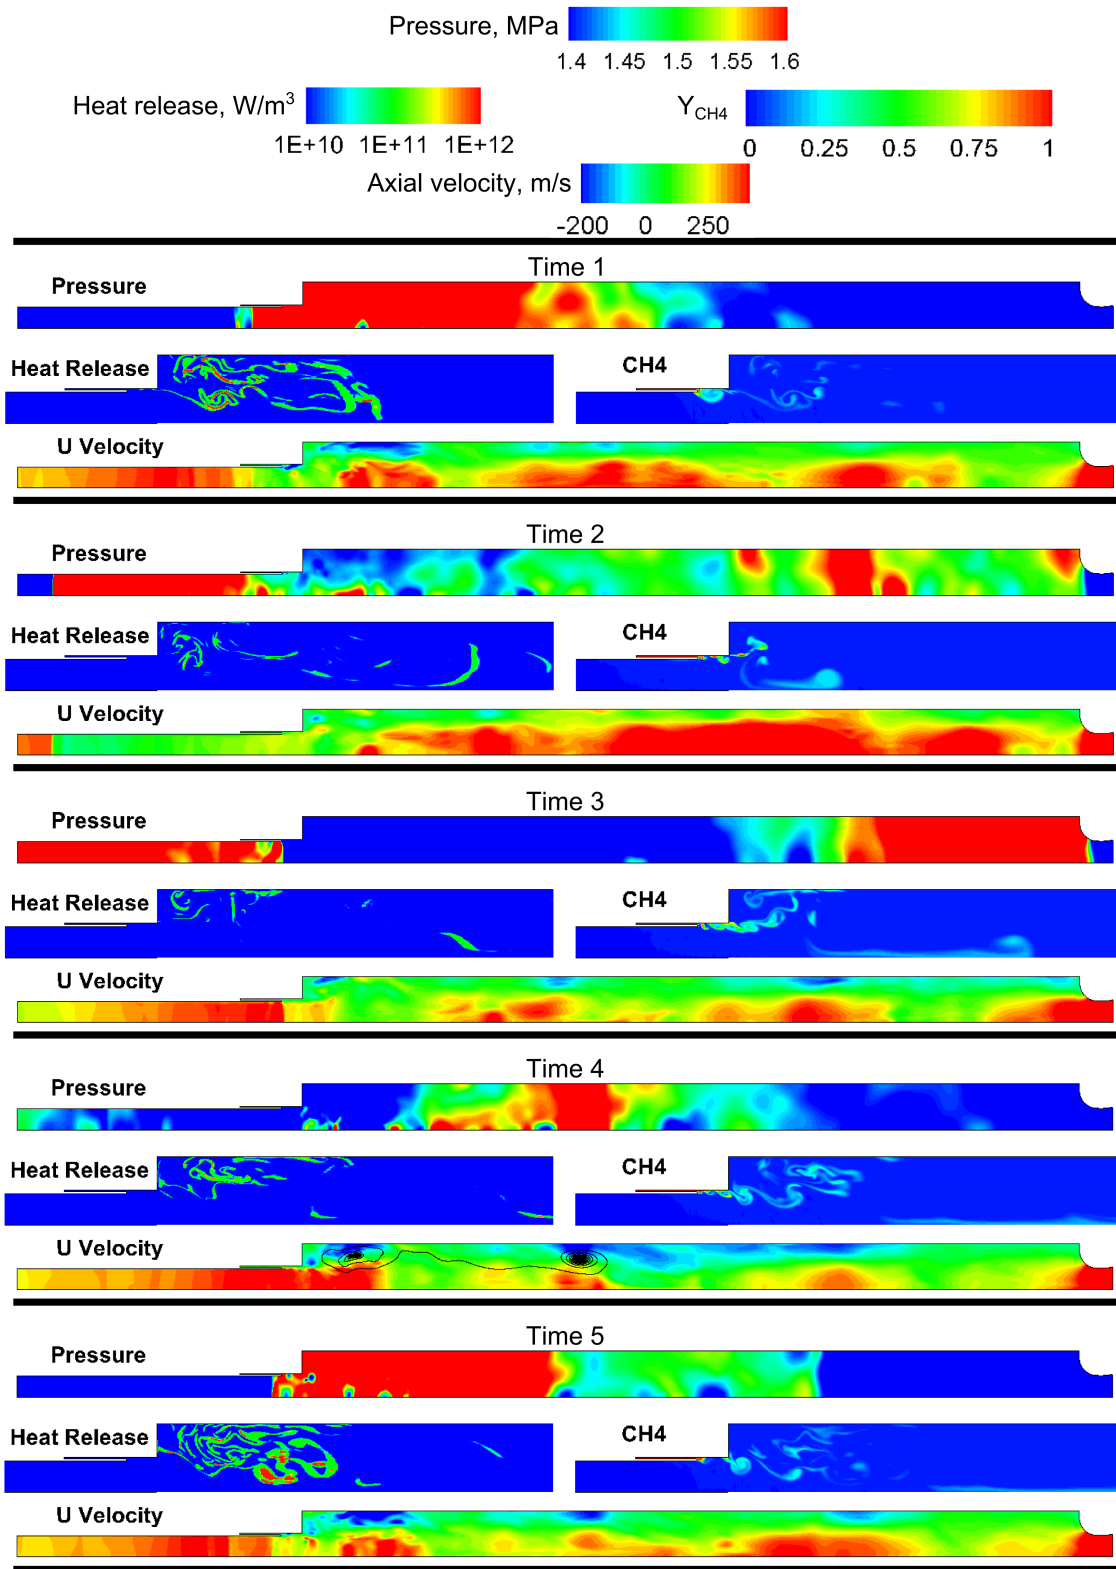 Pressure, MPa
1.4 1.45 1.5 1.55 1.6
Heat release, W/m³
1E+10 1E+11 1E+12
Y_CH4
0 0.25 0.5 0.75 1
Axial velocity, m/s
-200 0 250
Time 1
Pressure
Heat Release
CH4
U Velocity
Time 2
Pressure
Heat Release
CH4
U Velocity
Time 3
Pressure
Heat Release
CH4
U Velocity
Time 4
Pressure
Heat Release
CH4
U Velocity
Time 5
Pressure
Heat Release
CH4
U Velocity